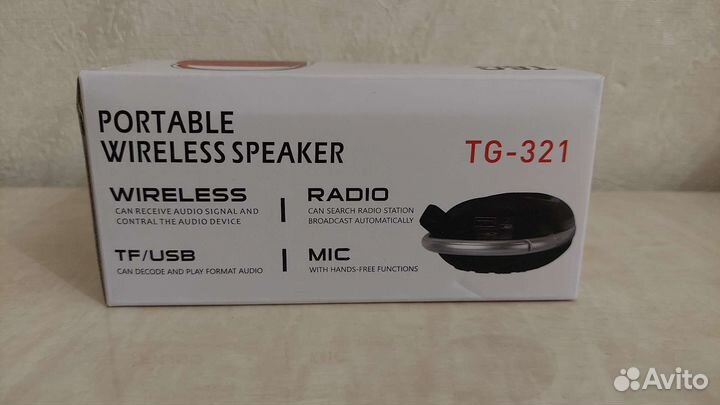 T&G
PORTABLE
WIRELESS SPEAKER
TG-321
WIRELESS
CAN RECEIVE AUDIO SIGNAL AND
CONTRAL THE AUDIO DEVICE
RADIO
CAN SEARCH RADIO STATION
BROADCAST AUTOMATICALLY
TF/USB
CAN DECODE AND PLAY FORMAT AUDIO
MIC
WITH HANDS-FREE FUNCTIONS
Avito